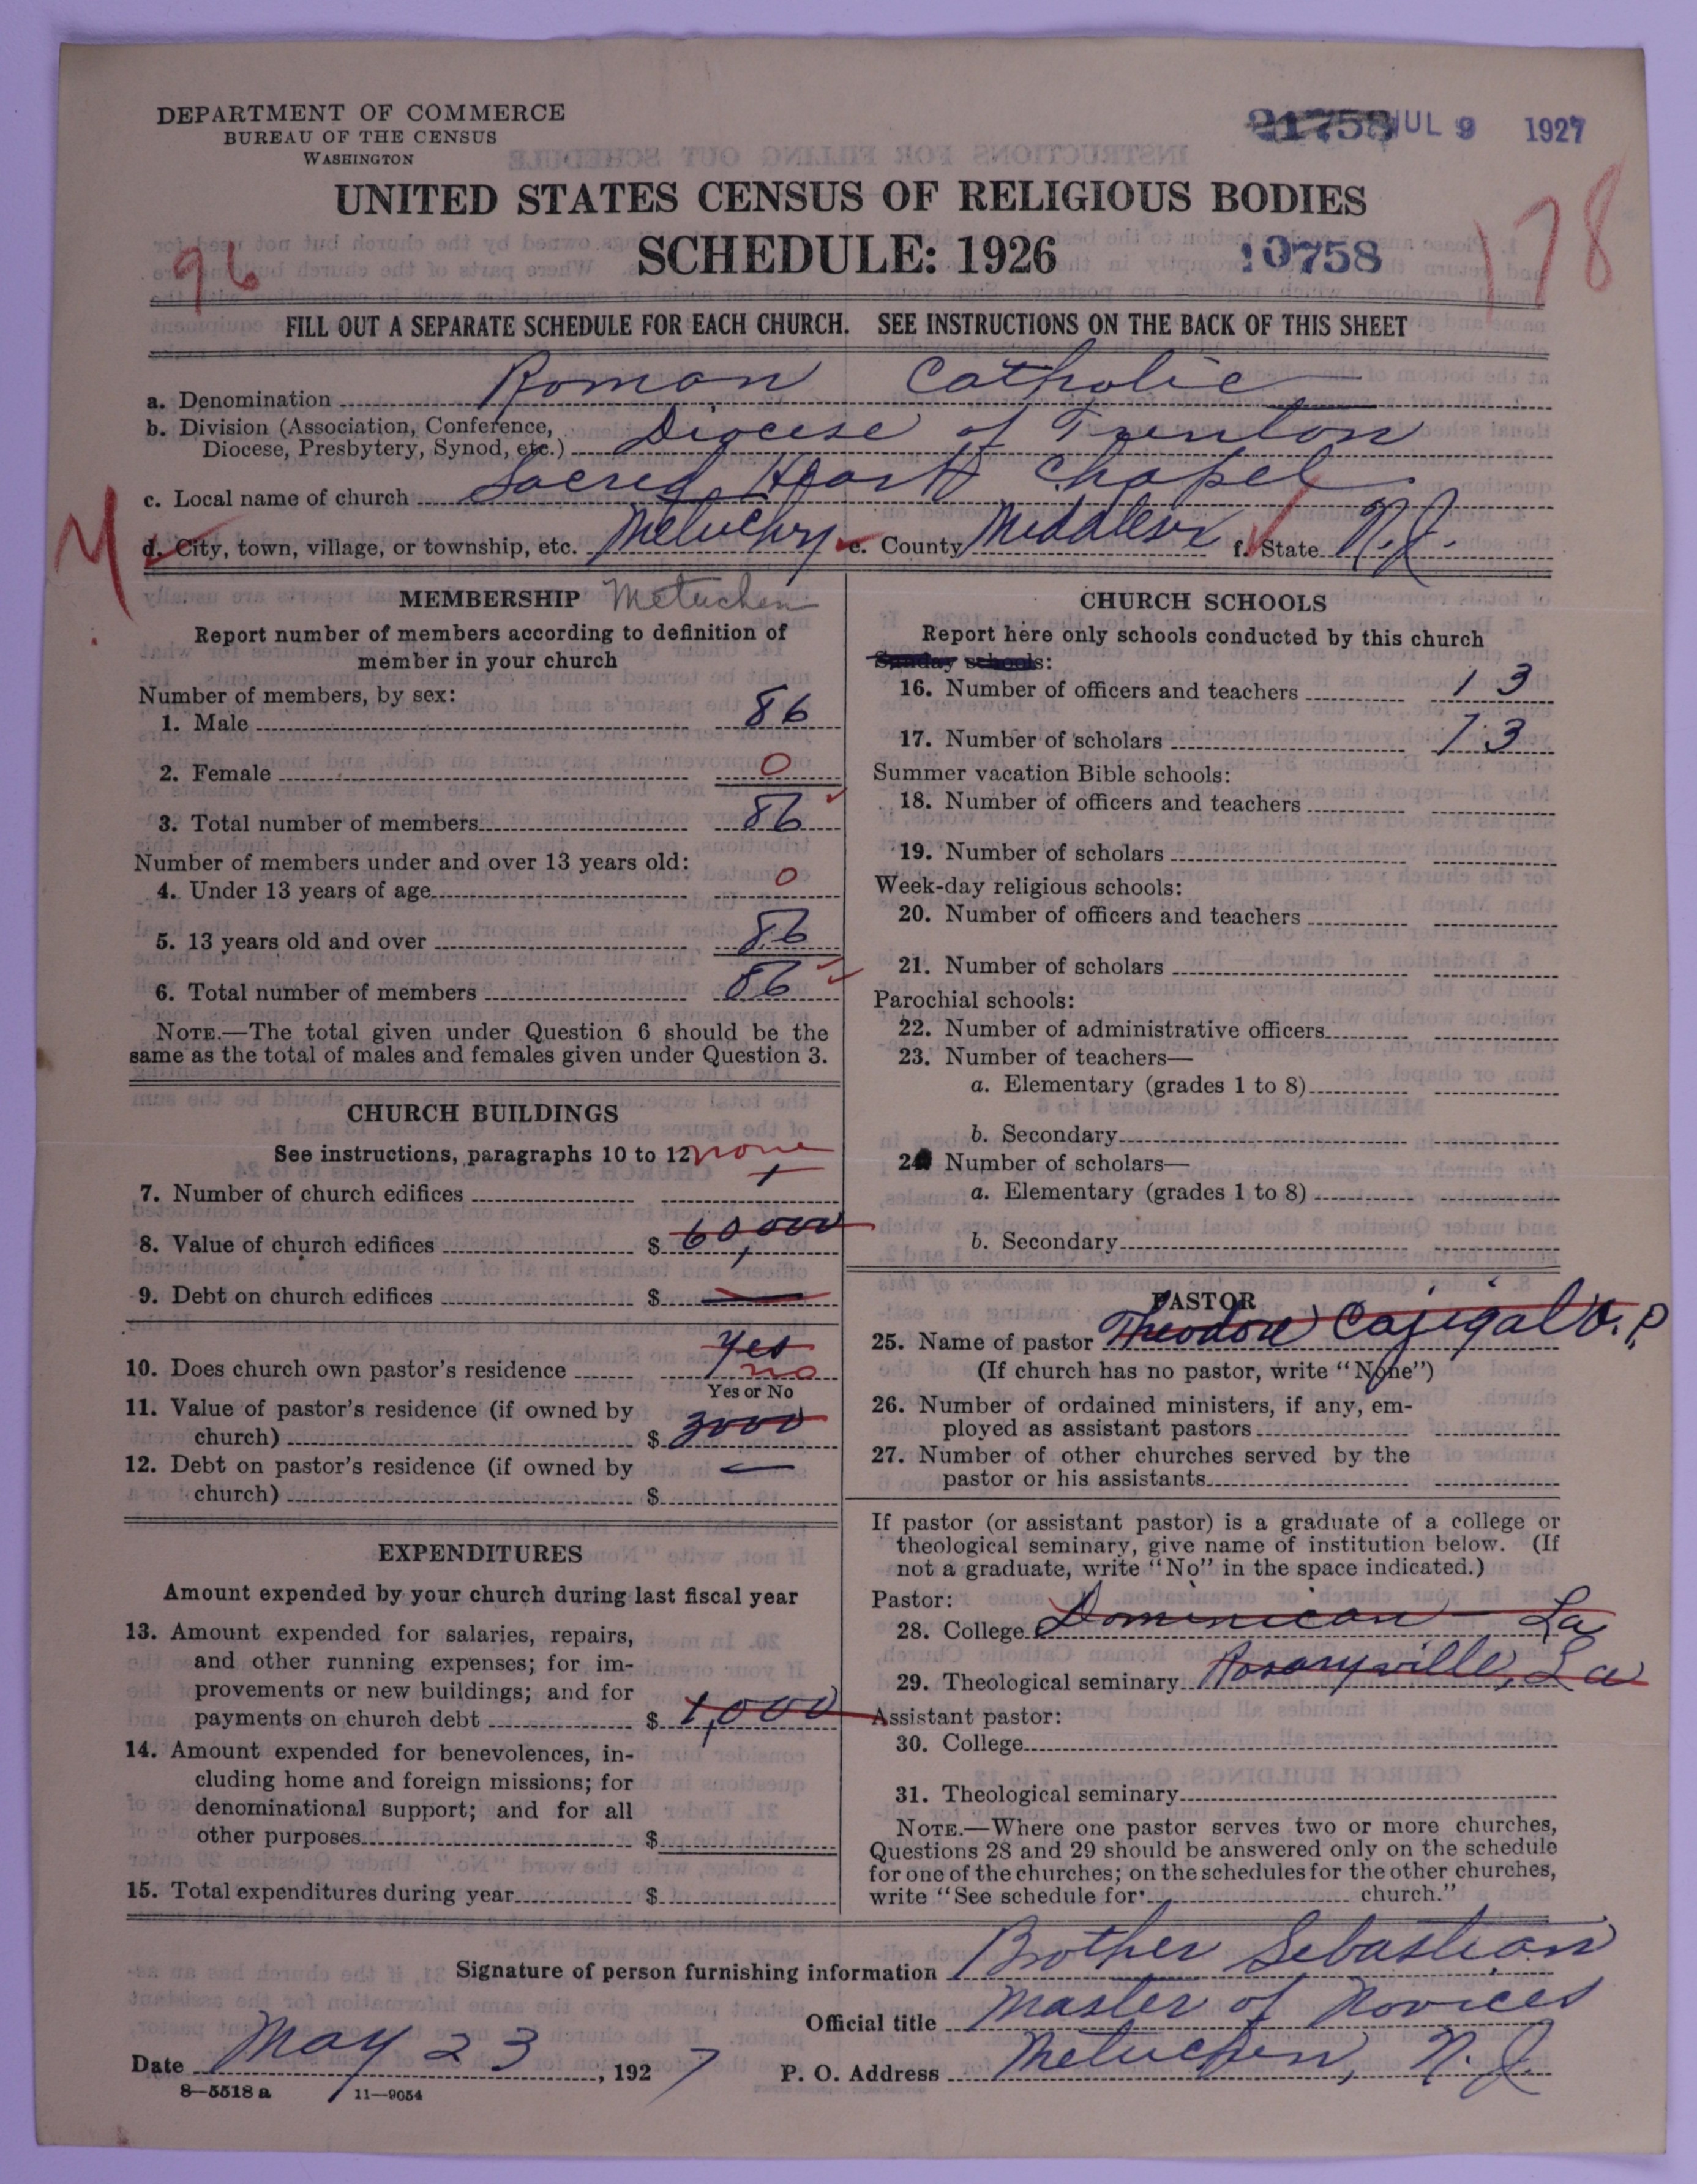 DEPARTMENT OF COMMERCE
BUREAU OF THE CENSUS
WASHINGTON
21758 JUL 9 1927
UNITED STATES CENSUS OF RELIGIOUS BODIES
SCHEDULE: 1926
96
10758
178
FILL OUT A SEPARATE SCHEDULE FOR EACH CHURCH. SEE INSTRUCTIONS ON THE BACK OF THIS SHEET
a. Denomination Roman Catholic
b. Division (Association, Conference,
Diocese, Presbytery, Synod, etc.) Diocese of Trenton
c. Local name of church Sacred Heart Chapel
d. City, town, village, or township, etc. Metuchen e. County Middlesex f. State N.J.
MEMBERSHIP Metuchen
Report number of members according to definition of
member in your church
Number of members, by sex:
1. Male 86
2. Female 0
3. Total number of members 86
Number of members under and over 13 years old:
4. Under 13 years of age 0
5. 13 years old and over 86
6. Total number of members 86
NOTE.—The total given under Question 6 should be the
same as the total of males and females given under Question 3.
CHURCH BUILDINGS
See instructions, paragraphs 10 to 12 none
7. Number of church edifices 1
8. Value of church edifices $ 60,000
9. Debt on church edifices $ —
10. Does church own pastor's residence Yes no
Yes or No
11. Value of pastor's residence (if owned by
church) $ 3000
12. Debt on pastor's residence (if owned by
church) $ —
EXPENDITURES
Amount expended by your church during last fiscal year
13. Amount expended for salaries, repairs,
and other running expenses; for im-
provements or new buildings; and for
payments on church debt $ 1,000
14. Amount expended for benevolences, in-
cluding home and foreign missions; for
denominational support; and for all
other purposes $
15. Total expenditures during year $
CHURCH SCHOOLS
Report here only schools conducted by this church
Sunday schools:
16. Number of officers and teachers 13
17. Number of scholars 73
Summer vacation Bible schools:
18. Number of officers and teachers
19. Number of scholars
Week-day religious schools:
20. Number of officers and teachers
21. Number of scholars
Parochial schools:
22. Number of administrative officers
23. Number of teachers—
a. Elementary (grades 1 to 8)
b. Secondary
24 Number of scholars—
a. Elementary (grades 1 to 8)
b. Secondary
PASTOR
25. Name of pastor Theodore Cajigal O.P.
(If church has no pastor, write "None")
26. Number of ordained ministers, if any, em-
ployed as assistant pastors
27. Number of other churches served by the
pastor or his assistants
If pastor (or assistant pastor) is a graduate of a college or
theological seminary, give name of institution below. (If
not a graduate, write "No" in the space indicated.)
Pastor:
28. College Dominican — La
29. Theological seminary Rosaryville, La
Assistant pastor:
30. College
31. Theological seminary
NOTE.—Where one pastor serves two or more churches,
Questions 28 and 29 should be answered only on the schedule
for one of the churches; on the schedules for the other churches,
write "See schedule for church."
Signature of person furnishing information Brother Sebastian
Official title Master of Novices
Date May 23, 1927 P. O. Address Metuchen, N.J.
8—5518 a 11—9054